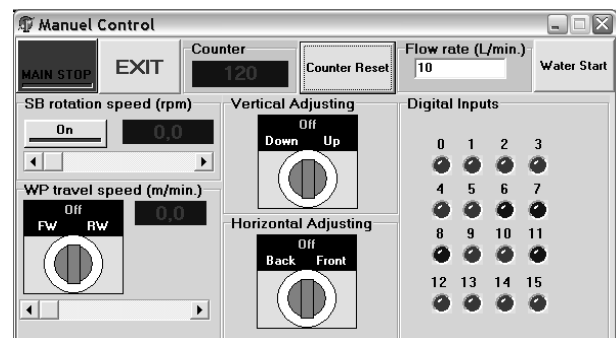 Manuel Control
MAIN STOP
EXIT
Counter
120
Counter Reset
Flow rate (L/min.)
10
Water Start
SB rotation speed (rpm)
On
0,0
WP travel speed (m/min.)
Off
FW RW
0,0
Vertical Adjusting
Off
Down Up
Horizontal Adjusting
Off
Back Front
Digital Inputs
0 1 2 3
4 5 6 7
8 9 10 11
12 13 14 15